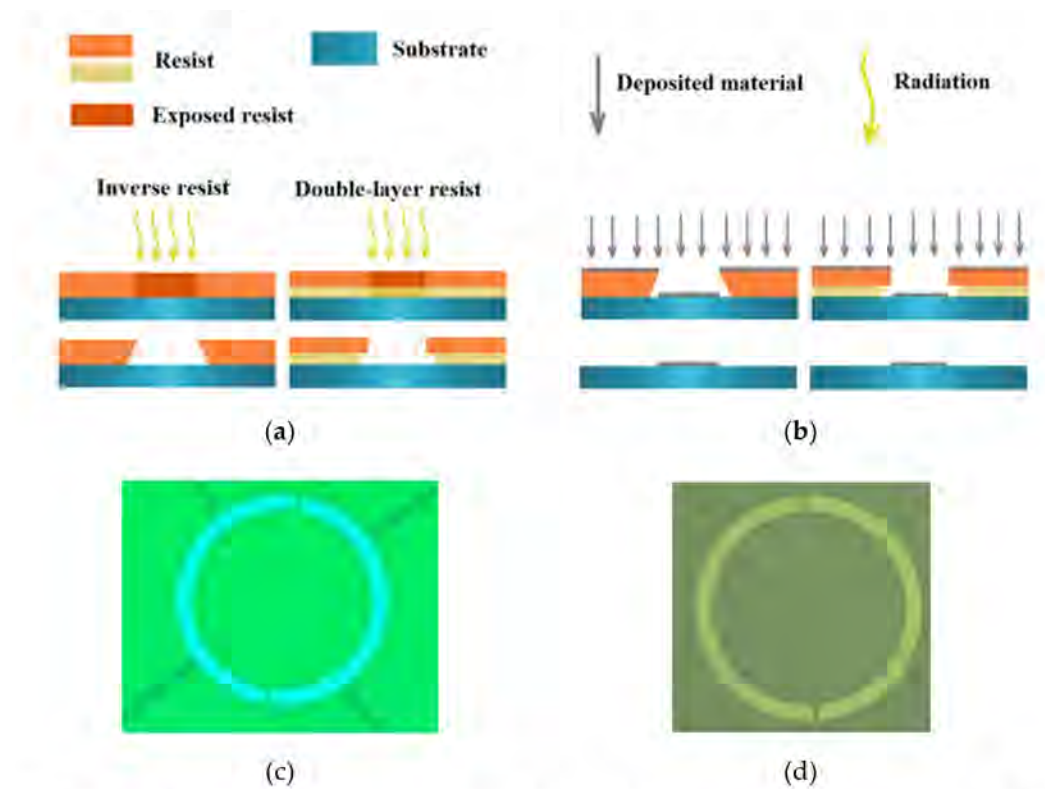 Resist
Substrate
Exposed resist
Deposited material
Radiation
Inverse resist
Double-layer resist
(a)
(b)
(c)
(d)